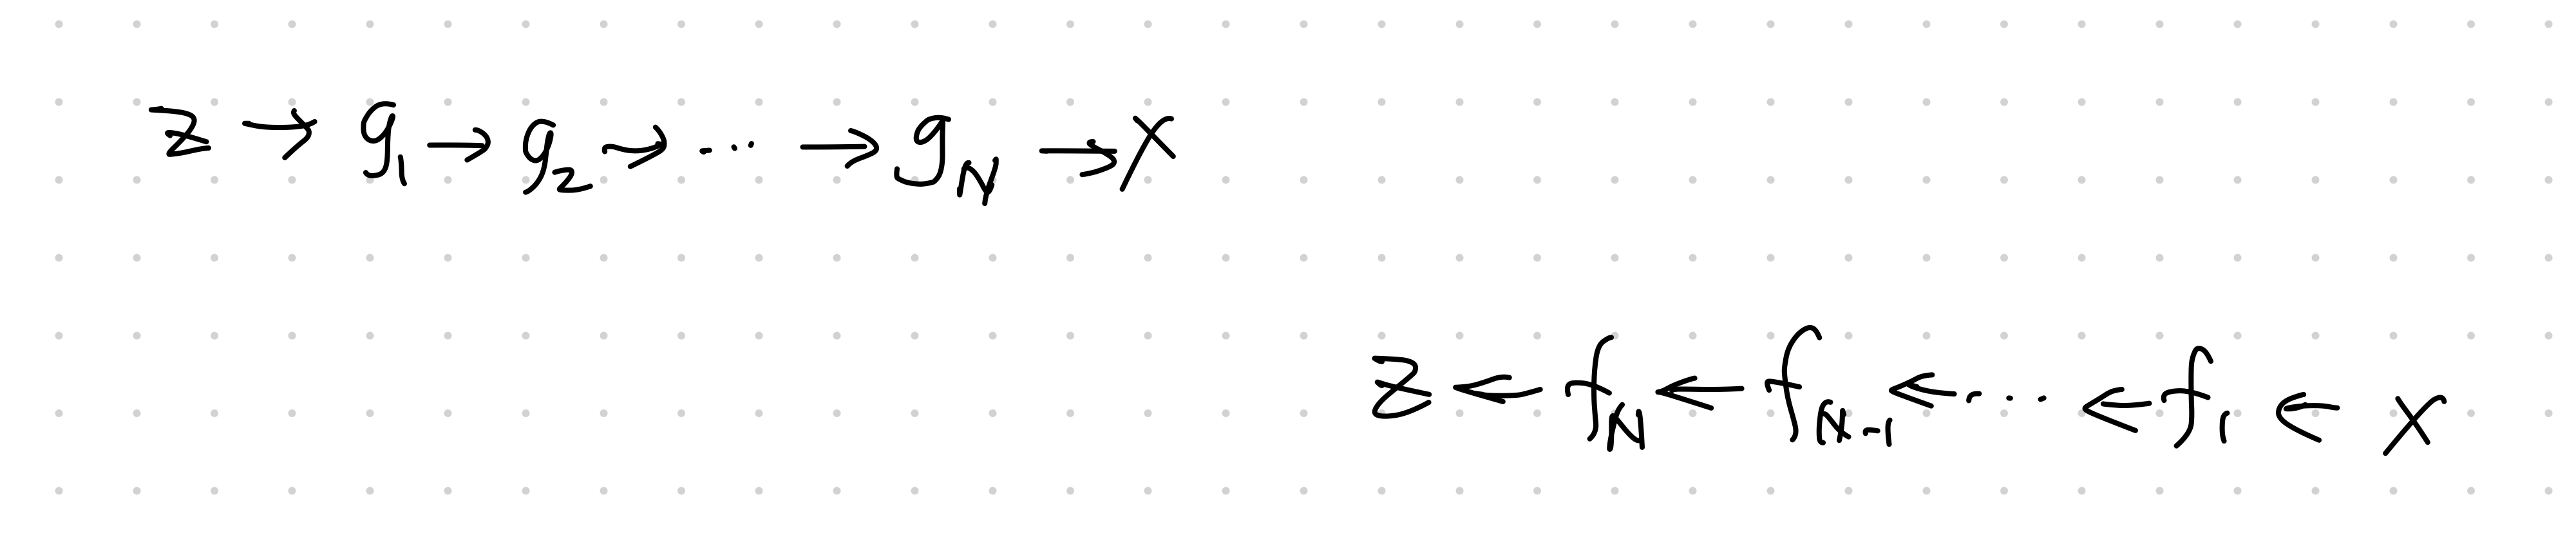 z → g₁ → g₂ → ... → g_N → x
z ← f_N ← f_{N-1} ← ... ← f₁ ← x